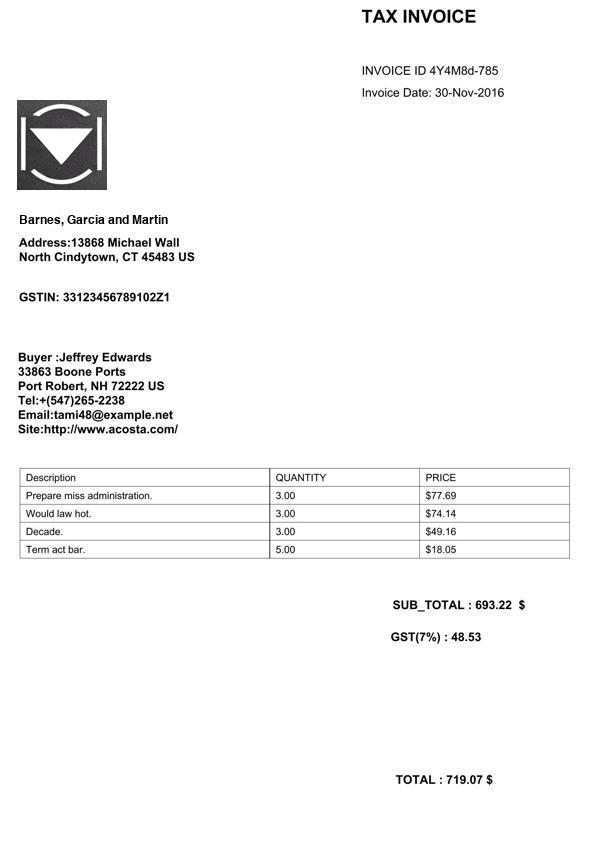 TAX INVOICE
INVOICE ID 4Y4M8d-785
Invoice Date: 30-Nov-2016
Barnes, Garcia and Martin
Address:13868 Michael Wall
North Cindytown, CT 45483 US
GSTIN: 33123456789102Z1
Buyer :Jeffrey Edwards
33863 Boone Ports
Port Robert, NH 72222 US
Tel:+(547)265-2238
Email:tami48@example.net
Site:http://www.acosta.com/
Description QUANTITY PRICE
Prepare miss administration. 3.00 $77.69
Would law hot. 3.00 $74.14
Decade. 3.00 $49.16
Term act bar. 5.00 $18.05
SUB_TOTAL : 693.22 $
GST(7%) : 48.53
TOTAL : 719.07 $